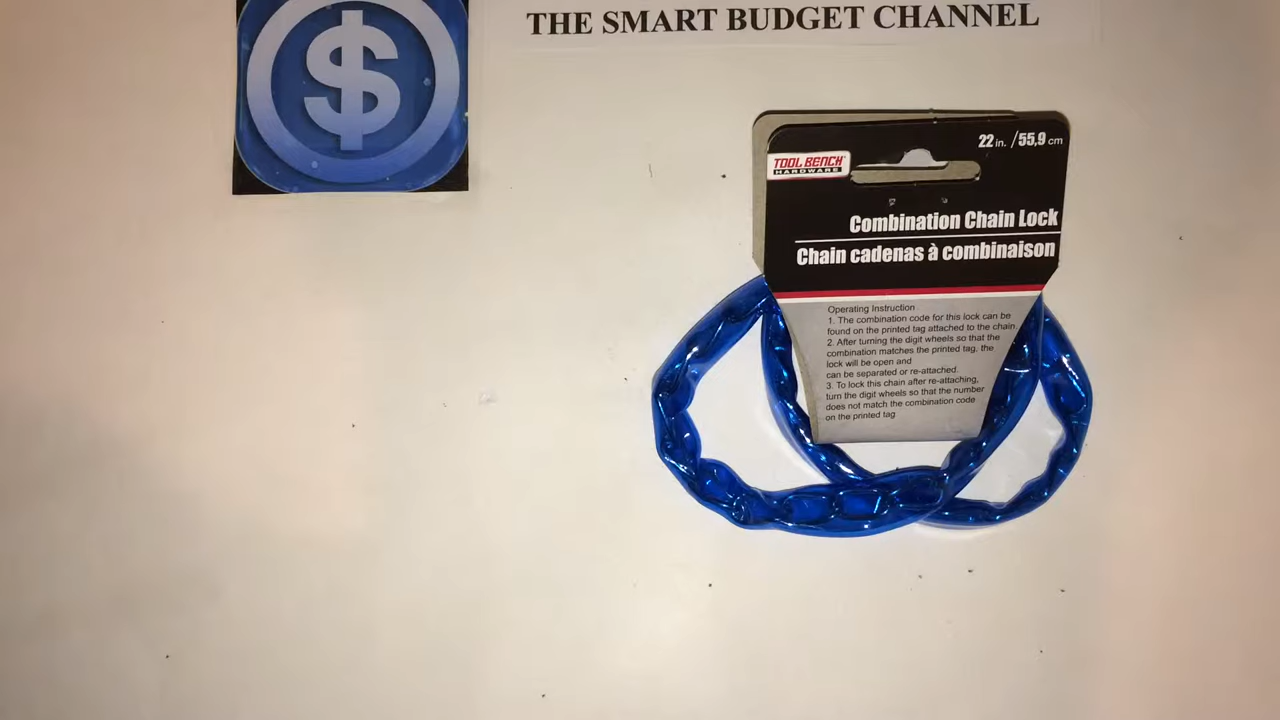 $
THE SMART BUDGET CHANNEL
22 in. / 55,9 cm
TOOL BENCH
HARDWARE
Combination Chain Lock
Chain cadenas à combinaison
Operating Instruction
1. The combination code for this lock can be
found on the printed tag attached to the chain.
2. After turning the digit wheels so that the
combination matches the printed tag, the
lock will be open and
can be separated or re-attached.
3. To lock this chain after re-attaching,
turn the digit wheels so that the number
does not match the combination code
on the printed tag